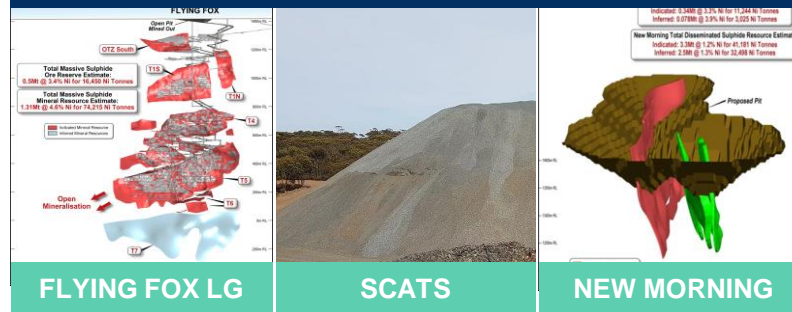 FLYING FOX
Open Pit
Mined Out
OTZ South
Total Massive Sulphide
Ore Reserve Estimate:
0.5Mt @ 3.4% Ni for 16,450 Ni Tonnes
Total Massive Sulphide
Mineral Resource Estimate:
1.31Mt @ 4.6% Ni for 74,215 Ni Tonnes
Indicated Mineral Resource
Inferred Mineral Resources
T1S
T1N
T4
T5
T6
Open
Mineralisation
T7
Indicated: 0.34Mt @ 3.3% Ni for 11,244 Ni Tonnes
Inferred: 0.078Mt @ 3.9% Ni for 3,025 Ni Tonnes
New Morning Total Disseminated Sulphide Resource Estimat
Indicated: 3.3Mt @ 1.2% Ni for 41,181 Ni Tonnes
Inferred: 2.5Mt @ 1.3% Ni for 32,498 Ni Tonnes
Proposed Pit
FLYING FOX LG
SCATS
NEW MORNING